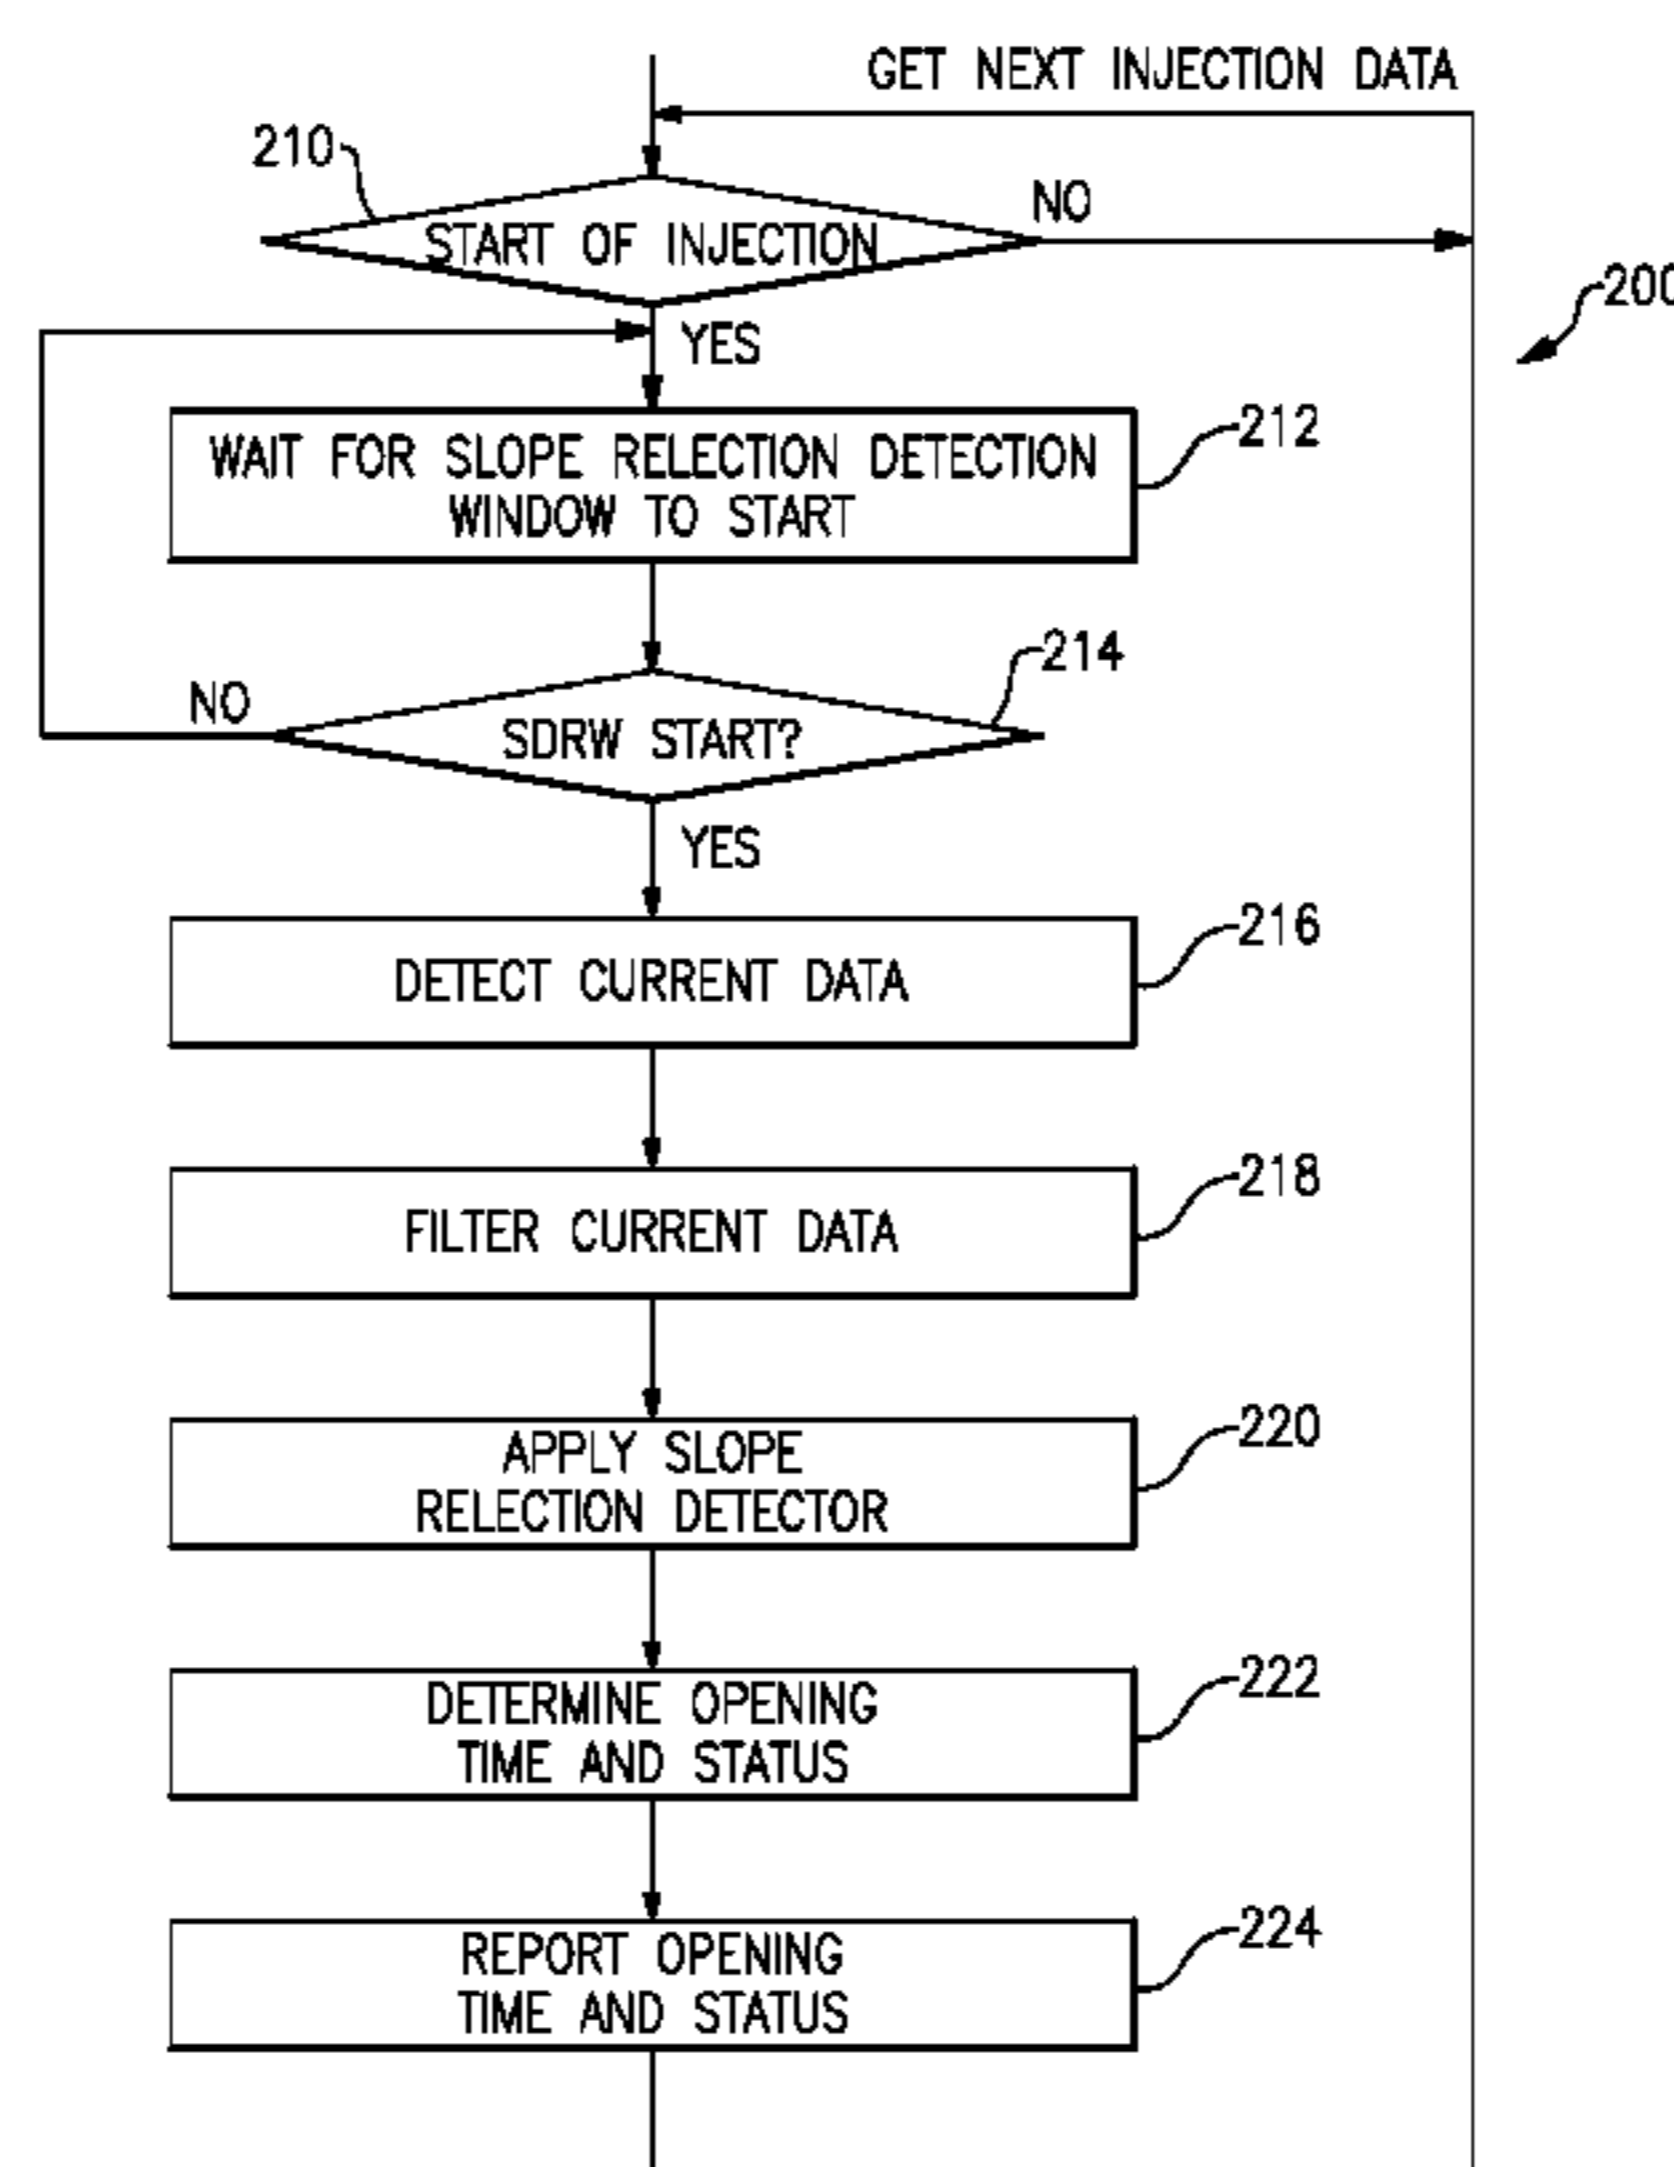 GET NEXT INJECTION DATA
210
NO
START OF INJECTION
200
YES
212
WAIT FOR SLOPE RELECTION DETECTION
WINDOW TO START
214
NO
SDRW START?
YES
216
DETECT CURRENT DATA
218
FILTER CURRENT DATA
220
APPLY SLOPE
RELECTION DETECTOR
222
DETERMINE OPENING
TIME AND STATUS
224
REPORT OPENING
TIME AND STATUS